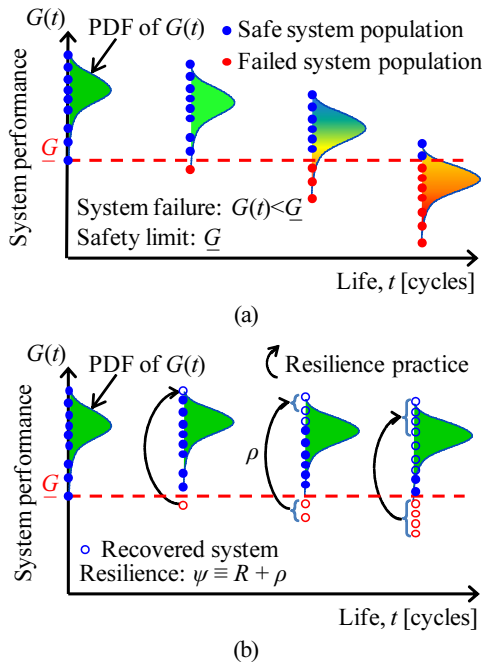 G(t)
PDF of G(t)
Safe system population
Failed system population
System performance
G
System failure: G(t)<G
Safety limit: G
Life, t [cycles]
(a)
G(t)
PDF of G(t)
Resilience practice
System performance
ρ
G
Recovered system
Resilience: ψ ≡ R + ρ
Life, t [cycles]
(b)